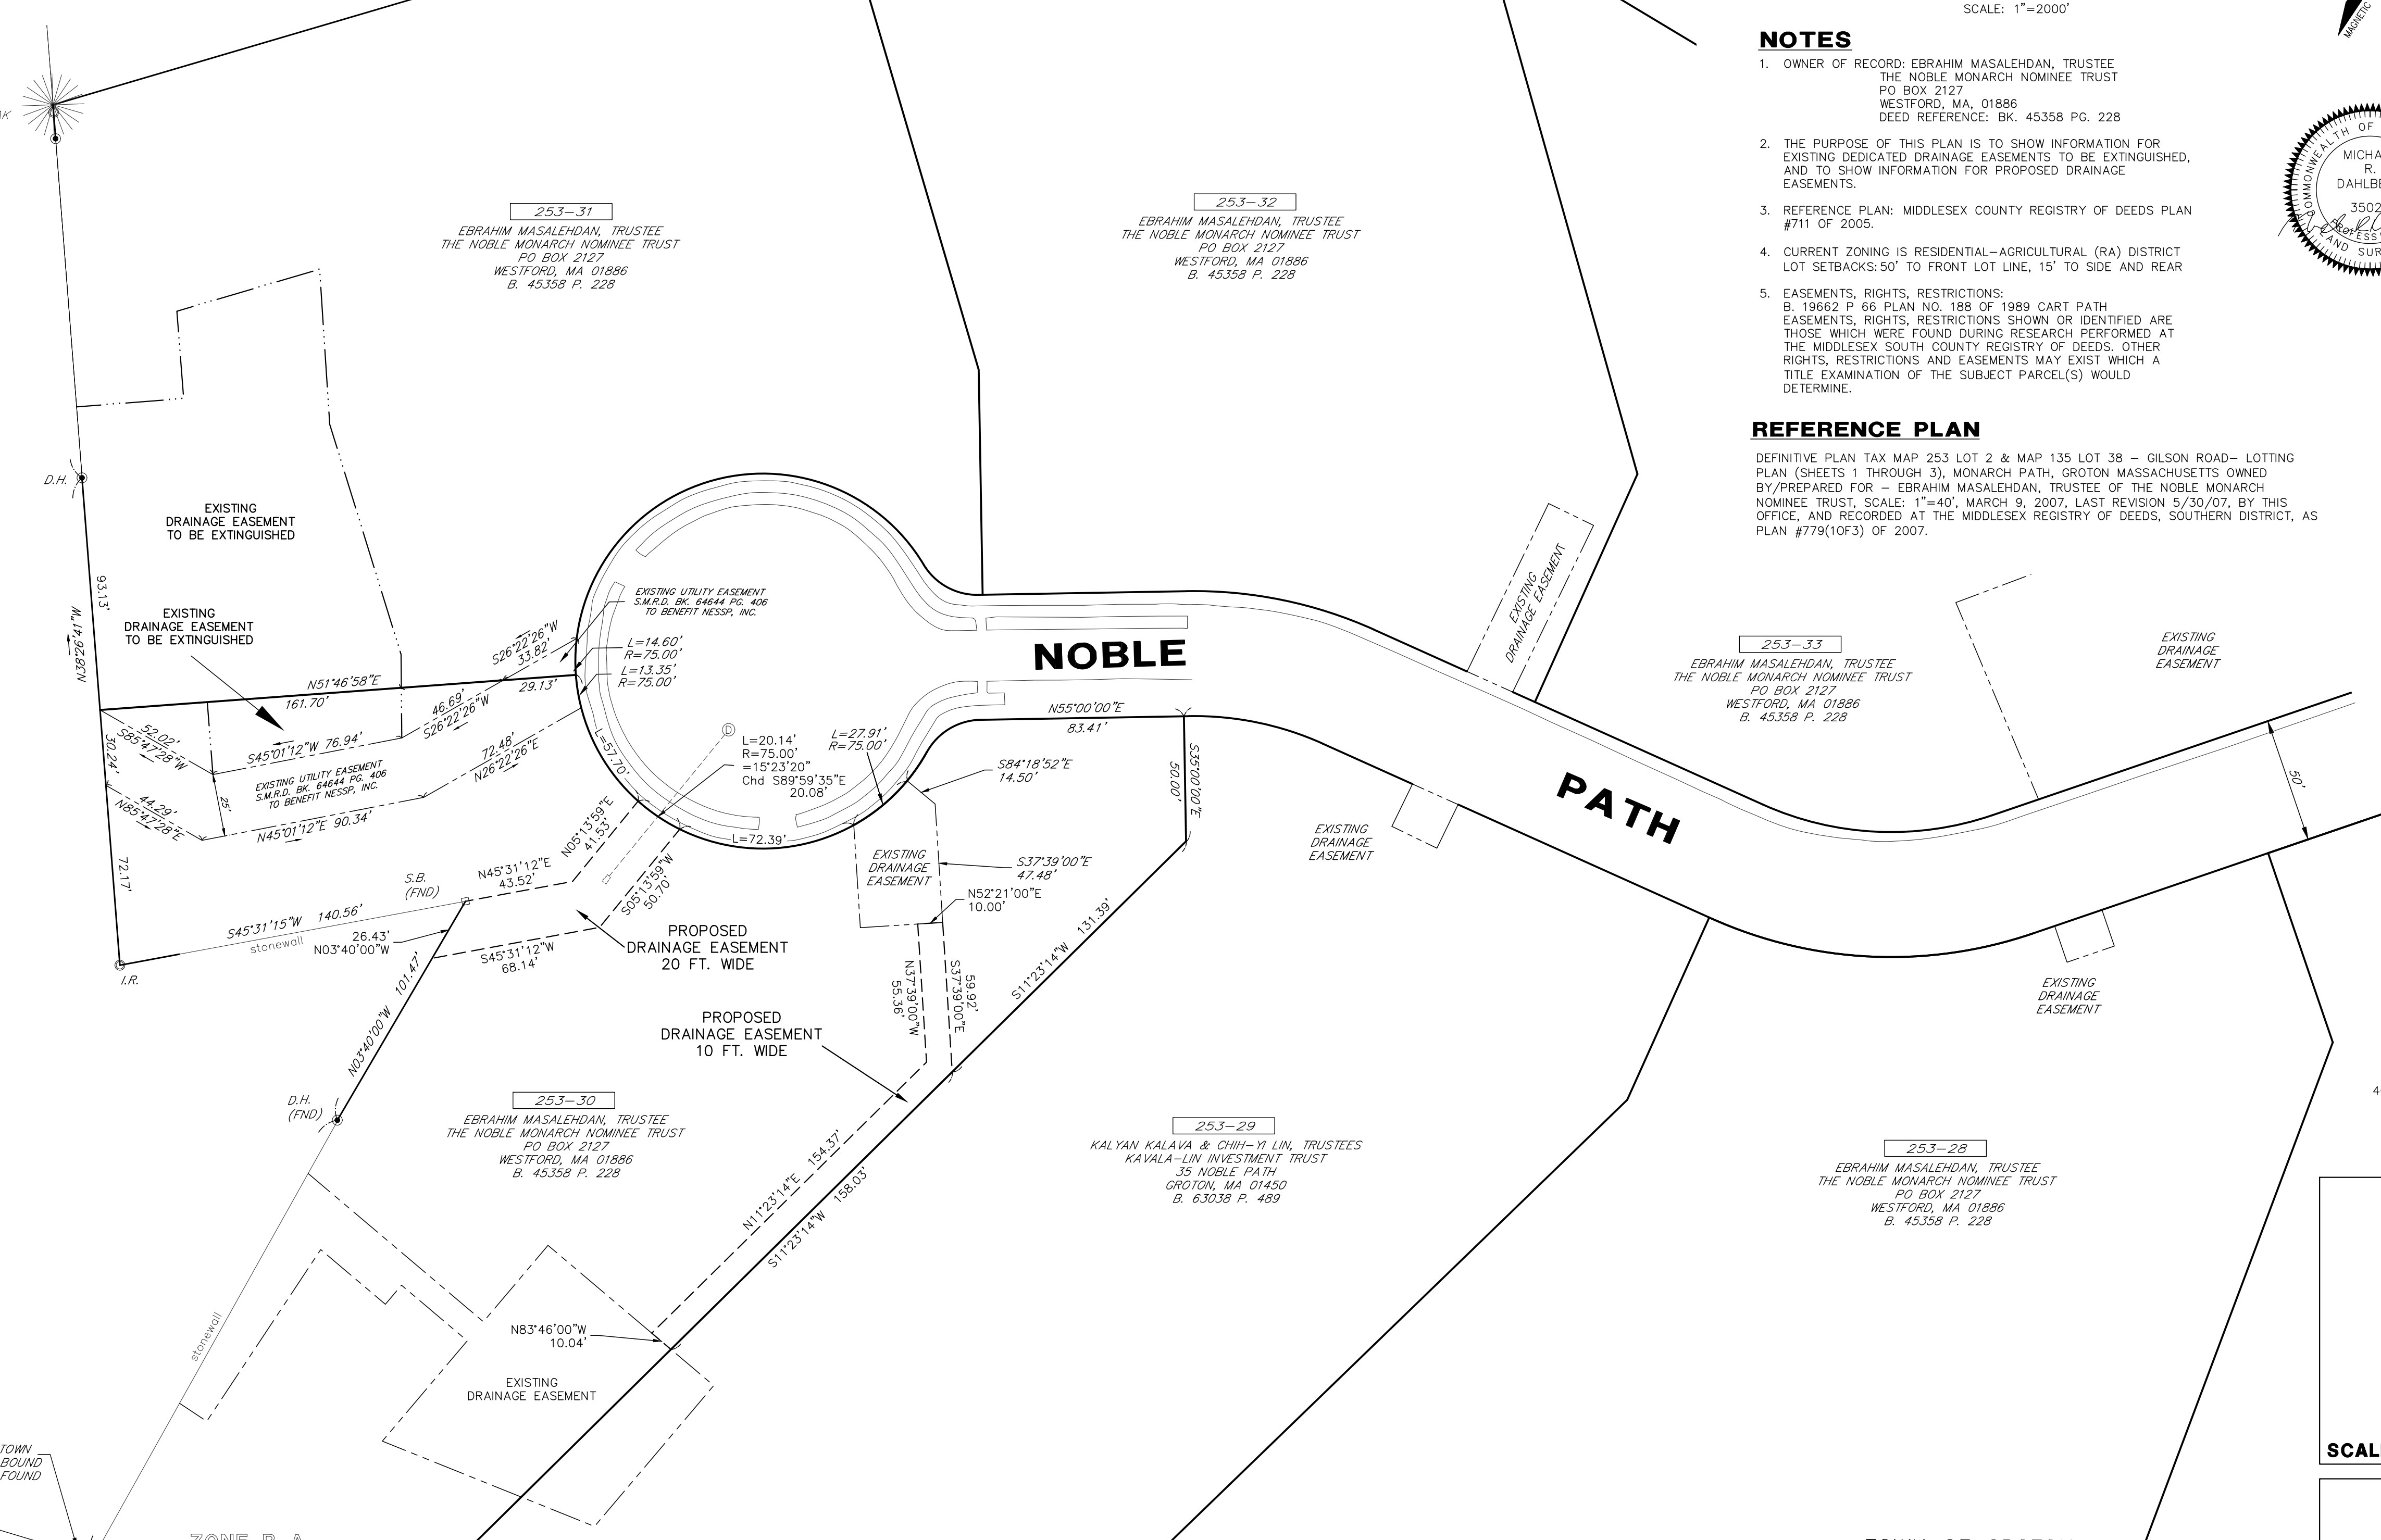 SCALE: 1"=2000'
MAGNETIC
NOTES
1. OWNER OF RECORD: EBRAHIM MASALEHDAN, TRUSTEE
THE NOBLE MONARCH NOMINEE TRUST
PO BOX 2127
WESTFORD, MA, 01886
DEED REFERENCE: BK. 45358 PG. 228
2. THE PURPOSE OF THIS PLAN IS TO SHOW INFORMATION FOR
EXISTING DEDICATED DRAINAGE EASEMENTS TO BE EXTINGUISHED,
AND TO SHOW INFORMATION FOR PROPOSED DRAINAGE
EASEMENTS.
3. REFERENCE PLAN: MIDDLESEX COUNTY REGISTRY OF DEEDS PLAN
#711 OF 2005.
4. CURRENT ZONING IS RESIDENTIAL-AGRICULTURAL (RA) DISTRICT
LOT SETBACKS: 50' TO FRONT LOT LINE, 15' TO SIDE AND REAR
5. EASEMENTS, RIGHTS, RESTRICTIONS:
B. 19662 P 66 PLAN NO. 188 OF 1989 CART PATH
EASEMENTS, RIGHTS, RESTRICTIONS SHOWN OR IDENTIFIED ARE
THOSE WHICH WERE FOUND DURING RESEARCH PERFORMED AT
THE MIDDLESEX SOUTH COUNTY REGISTRY OF DEEDS. OTHER
RIGHTS, RESTRICTIONS AND EASEMENTS MAY EXIST WHICH A
TITLE EXAMINATION OF THE SUBJECT PARCEL(S) WOULD
DETERMINE.
REFERENCE PLAN
DEFINITIVE PLAN TAX MAP 253 LOT 2 & MAP 135 LOT 38 - GILSON ROAD- LOTTING
PLAN (SHEETS 1 THROUGH 3), MONARCH PATH, GROTON MASSACHUSETTS OWNED
BY/PREPARED FOR - EBRAHIM MASALEHDAN, TRUSTEE OF THE NOBLE MONARCH
NOMINEE TRUST, SCALE: 1"=40', MARCH 9, 2007, LAST REVISION 5/30/07, BY THIS
OFFICE, AND RECORDED AT THE MIDDLESEX REGISTRY OF DEEDS, SOUTHERN DISTRICT, AS
PLAN #779(1OF3) OF 2007.
COMMONWEALTH OF
MICHA
R.
DAHLBE
3502
PROFESS
LAND SUR
253-31
EBRAHIM MASALEHDAN, TRUSTEE
THE NOBLE MONARCH NOMINEE TRUST
PO BOX 2127
WESTFORD, MA 01886
B. 45358 P. 228
253-32
EBRAHIM MASALEHDAN, TRUSTEE
THE NOBLE MONARCH NOMINEE TRUST
PO BOX 2127
WESTFORD, MA 01886
B. 45358 P. 228
D.H.
EXISTING
DRAINAGE EASEMENT
TO BE EXTINGUISHED
93.13'
N38°26'41"W
EXISTING
DRAINAGE EASEMENT
TO BE EXTINGUISHED
EXISTING UTILITY EASEMENT
S.M.R.D. BK. 64644 PG. 406
TO BENEFIT NESSP, INC.
S26°22'26"W
33.82'
L=14.60'
R=75.00'
L=13.35'
R=75.00'
N51°46'58"E
161.70'
29.13'
46.69'
S26°22'26"W
52.02'
S85°47'28"W
S45°01'12"W 76.94'
30.24'
EXISTING UTILITY EASEMENT
S.M.R.D. BK. 64644 PG. 406
TO BENEFIT NESSP, INC.
25'
72.48'
N26°22'26"E
44.29'
N85°47'28"E
N45°01'12"E 90.34'
72.17'
L=57.70'
D
L=20.14'
R=75.00'
=15°23'20"
Chd S89°59'35"E
20.08'
L=27.91'
R=75.00'
L=72.39'
NOBLE
PATH
N55°00'00"E
83.41'
S35°00'00"E
50.00'
S84°18'52"E
14.50'
EXISTING
DRAINAGE
EASEMENT
S37°39'00"E
47.48'
N52°21'00"E
10.00'
N05°13'59"E
41.53'
S05°13'59"W
50.70'
S.B.
(FND)
N45°31'12"E
43.52'
S45°31'15"W 140.56'
stonewall
26.43'
N03°40'00"W
I.R.
S45°31'12"W
68.14'
PROPOSED
DRAINAGE EASEMENT
20 FT. WIDE
N03°40'00"W 101.47'
N37°39'00"W
55.36'
59.92'
S37°39'00"E
S11°23'14"W 131.39'
PROPOSED
DRAINAGE EASEMENT
10 FT. WIDE
EXISTING
DRAINAGE EASEMENT
253-33
EBRAHIM MASALEHDAN, TRUSTEE
THE NOBLE MONARCH NOMINEE TRUST
PO BOX 2127
WESTFORD, MA 01886
B. 45358 P. 228
EXISTING
DRAINAGE
EASEMENT
50'
EXISTING
DRAINAGE
EASEMENT
EXISTING
DRAINAGE
EASEMENT
D.H.
(FND)
253-30
EBRAHIM MASALEHDAN, TRUSTEE
THE NOBLE MONARCH NOMINEE TRUST
PO BOX 2127
WESTFORD, MA 01886
B. 45358 P. 228
253-29
KALYAN KALAVA & CHIH-YI LIN, TRUSTEES
KAVALA-LIN INVESTMENT TRUST
35 NOBLE PATH
GROTON, MA 01450
B. 63038 P. 489
253-28
EBRAHIM MASALEHDAN, TRUSTEE
THE NOBLE MONARCH NOMINEE TRUST
PO BOX 2127
WESTFORD, MA 01886
B. 45358 P. 228
N11°23'14"E 154.37'
S11°23'14"W 158.03'
stonewall
N83°46'00"W
10.04'
EXISTING
DRAINAGE EASEMENT
TOWN
BOUND
FOUND
SCAL